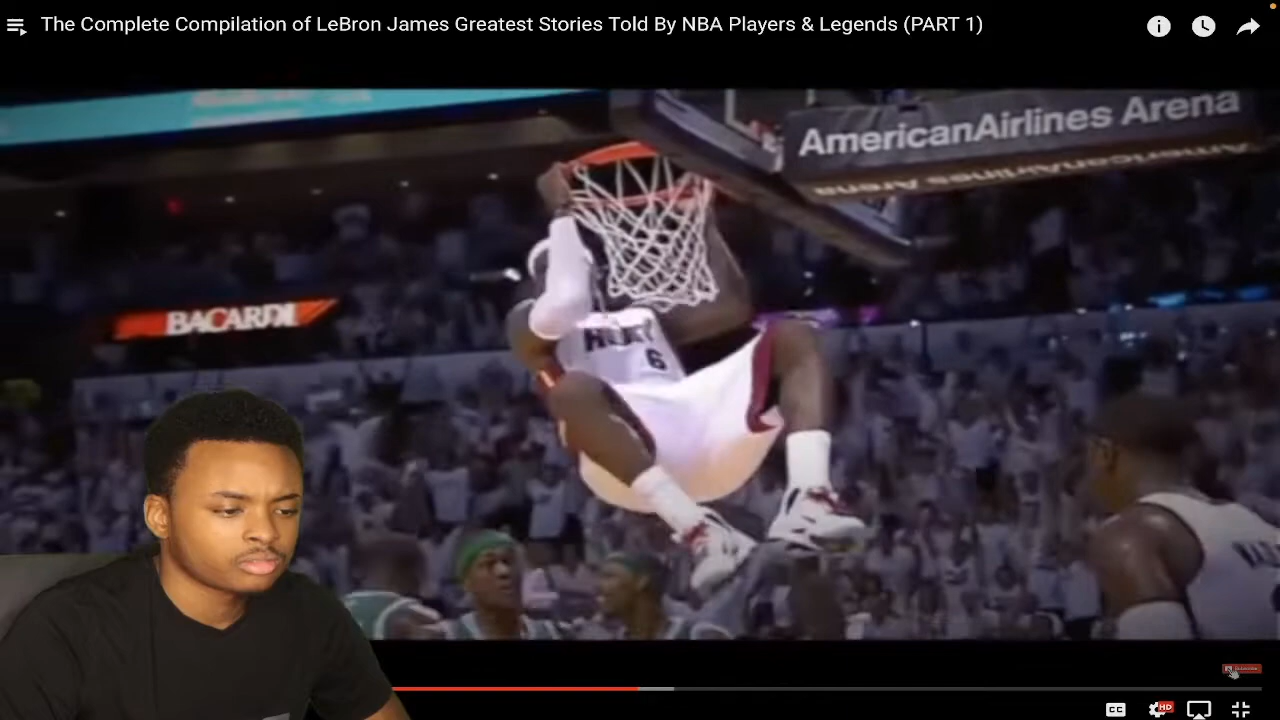 The Complete Compilation of LeBron James Greatest Stories Told By NBA Players & Legends (PART 1)
AmericanAirlines Arena
BACARDI
HEAT
6
CC
HD